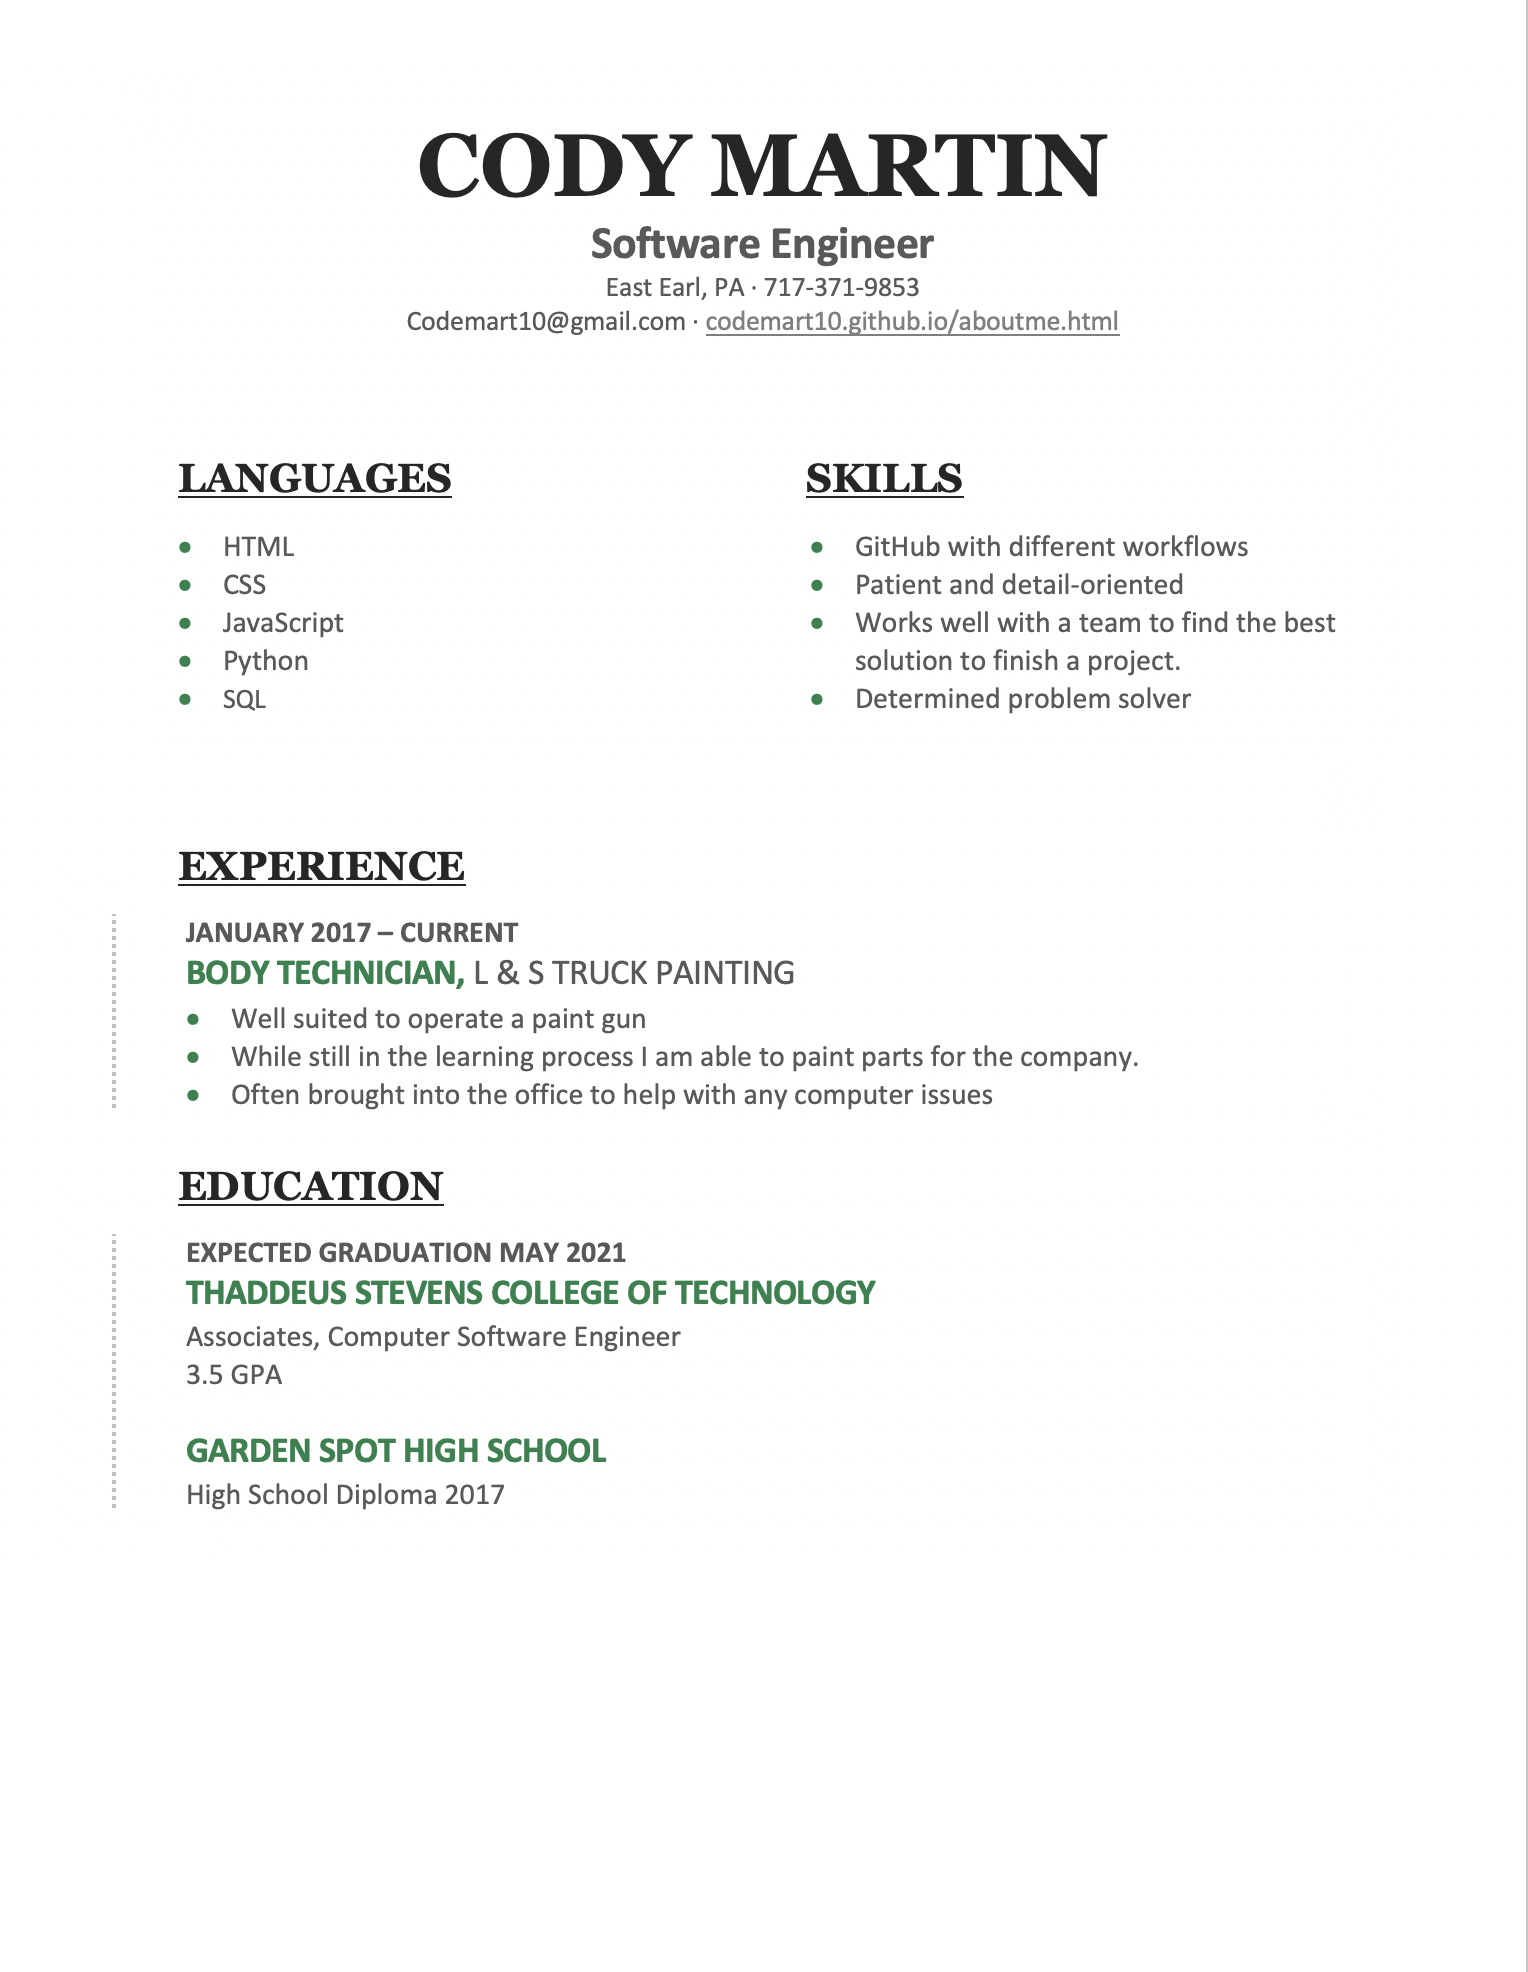 CODY MARTIN
Software Engineer
East Earl, PA · 717-371-9853
Codemart10@gmail.com · codemart10.github.io/aboutme.html
LANGUAGES
• HTML
• CSS
• JavaScript
• Python
• SQL
SKILLS
• GitHub with different workflows
• Patient and detail-oriented
• Works well with a team to find the best
solution to finish a project.
• Determined problem solver
EXPERIENCE
JANUARY 2017 – CURRENT
BODY TECHNICIAN, L & S TRUCK PAINTING
• Well suited to operate a paint gun
• While still in the learning process I am able to paint parts for the company.
• Often brought into the office to help with any computer issues
EDUCATION
EXPECTED GRADUATION MAY 2021
THADDEUS STEVENS COLLEGE OF TECHNOLOGY
Associates, Computer Software Engineer
3.5 GPA
GARDEN SPOT HIGH SCHOOL
High School Diploma 2017